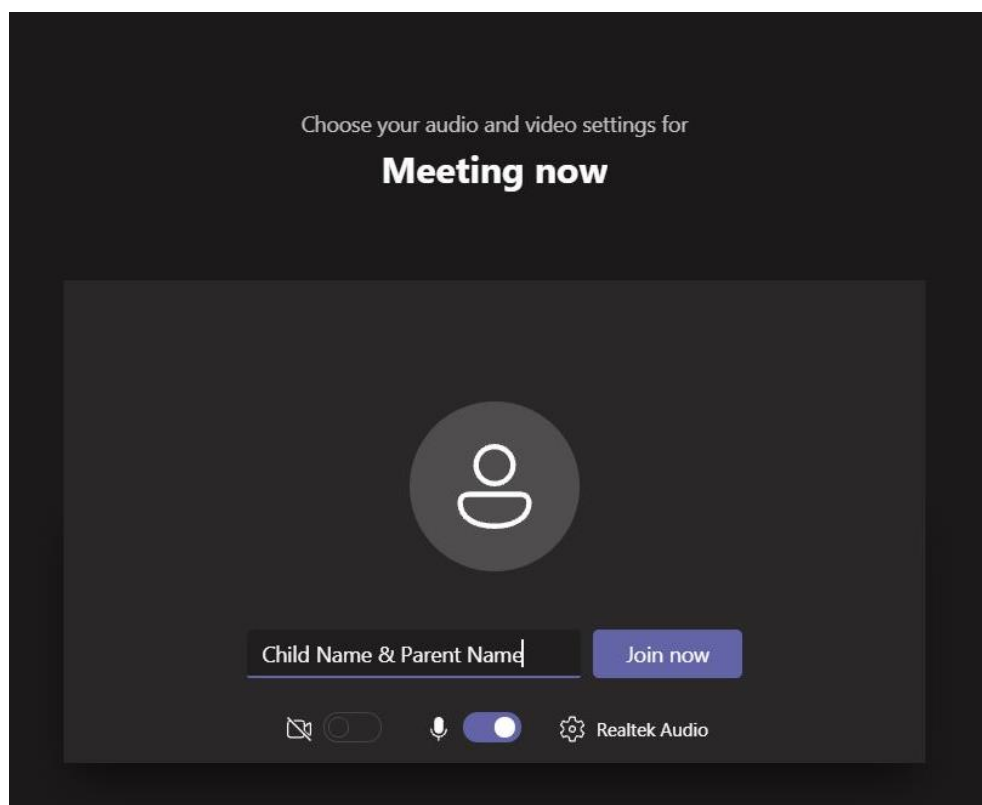 Choose your audio and video settings for
Meeting now
Child Name & Parent Name
Join now
Realtek Audio